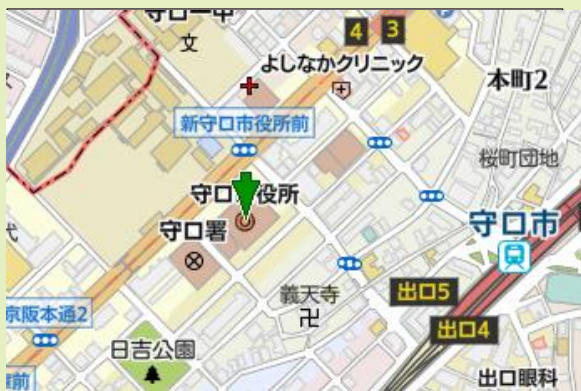 守口一中
文
4
3
よしなかクリニック
本町2
新守口市役所前
桜町団地
守口市役所
守口署
守口市
義天寺
卍
出口5
京阪本通2
出口4
日吉公園
前
出口眼科